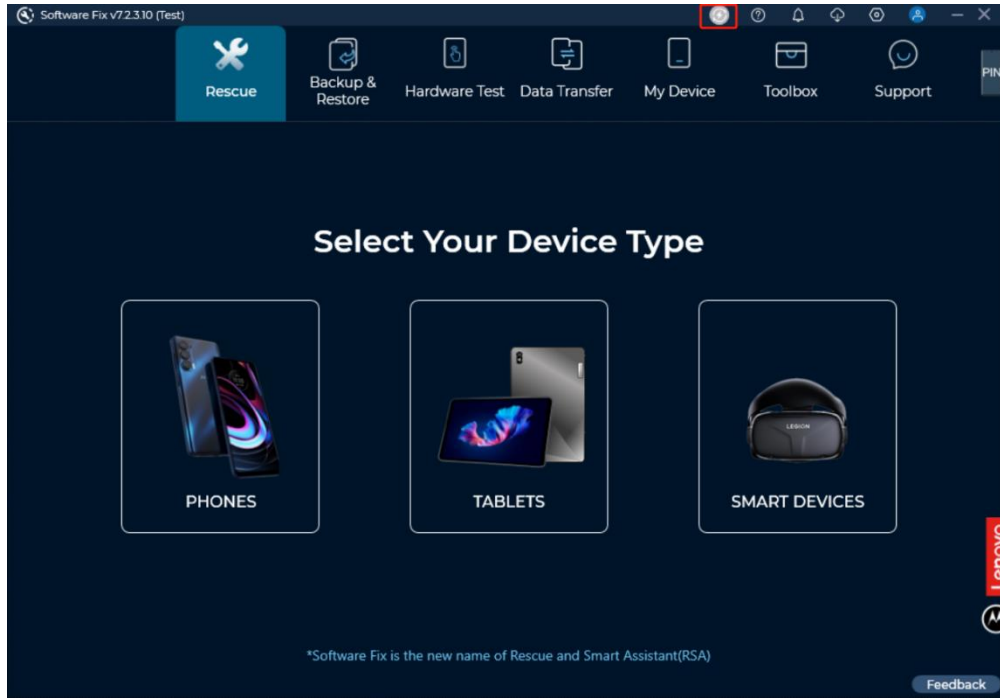 Software Fix v7.2.3.10 (Test)
Rescue
Backup &
Restore
Hardware Test
Data Transfer
My Device
Toolbox
Support
PIN
Select Your Device Type
LEGION
PHONES
TABLETS
SMART DEVICES
Lenovo
*Software Fix is the new name of Rescue and Smart Assistant(RSA)
Feedback